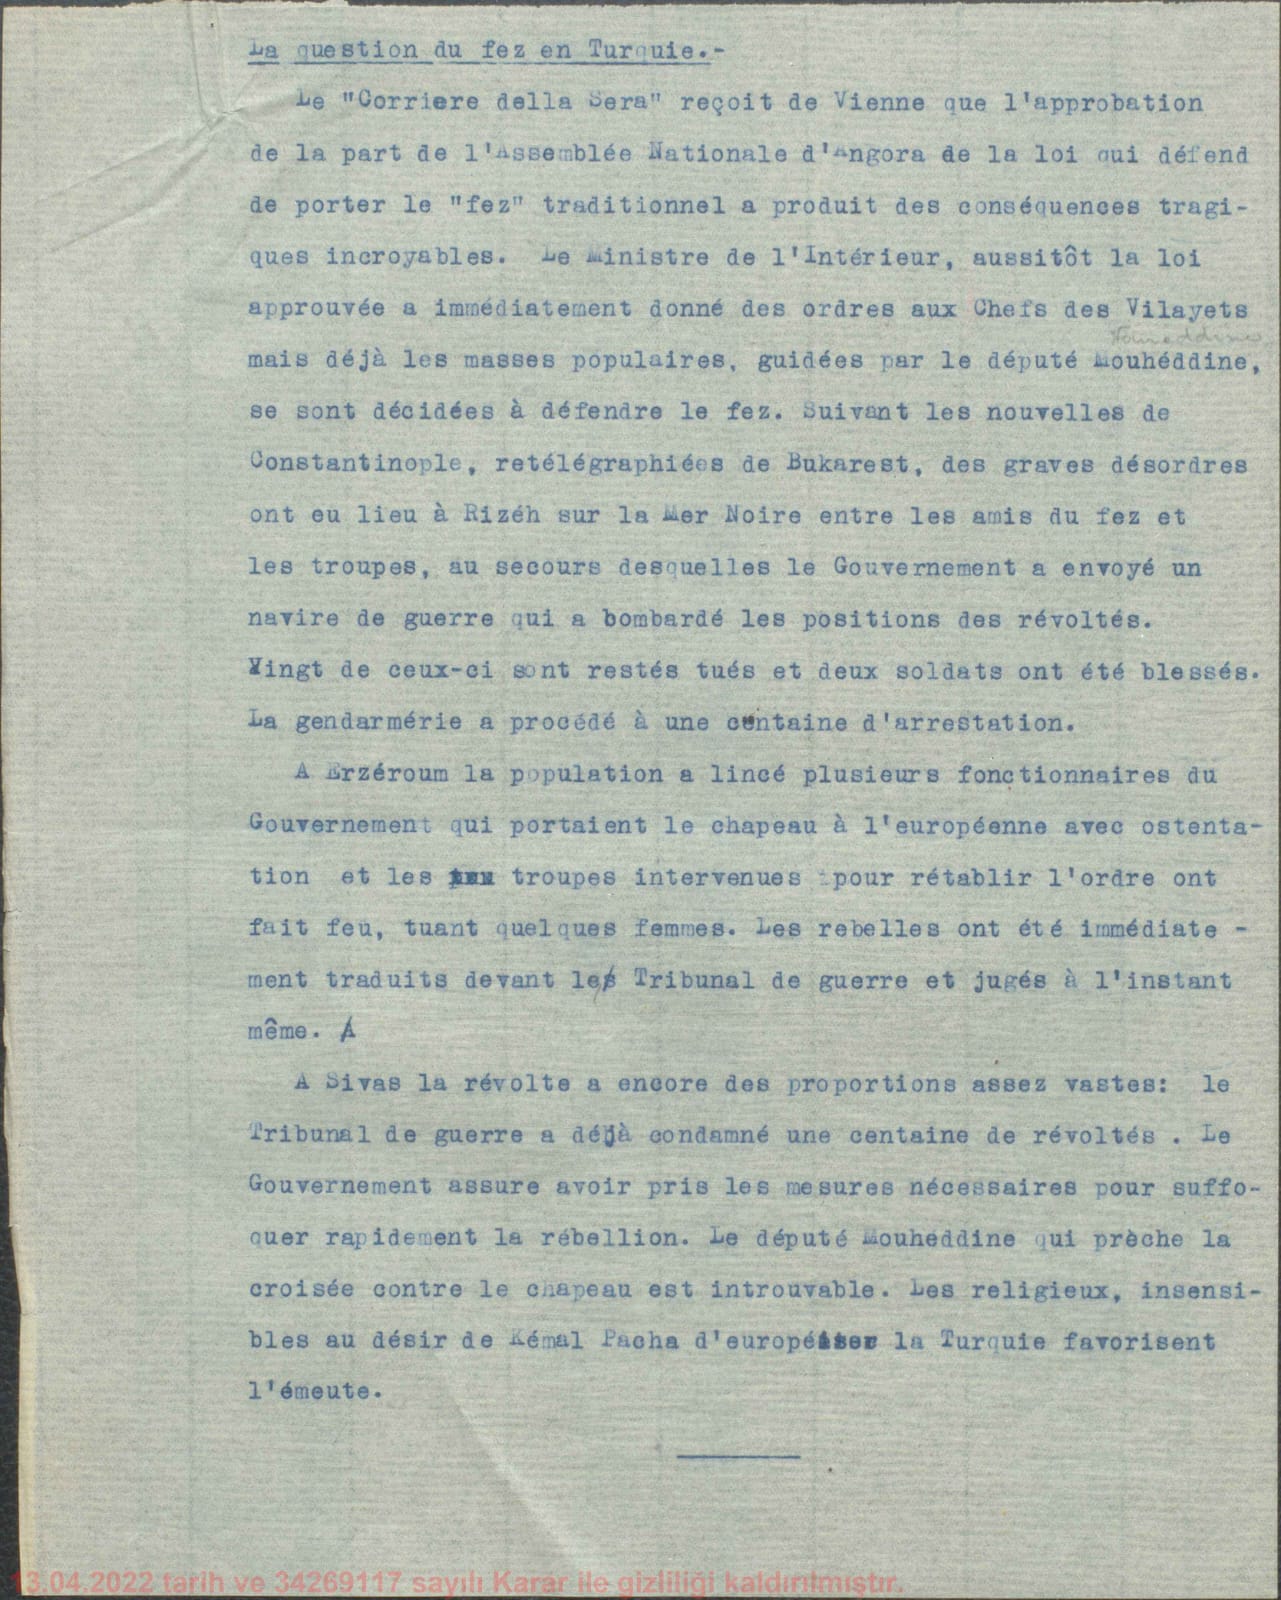 La question du fez en Turquie.-
Le "Corriere della Sera" reçoit de Vienne que l'approbation
de la part de l'Assemblée Nationale d'Angora de la loi qui défend
de porter le "fez" traditionnel a produit des conséquences tragi-
ques incroyables. Le Ministre de l'Intérieur, aussitôt la loi
approuvée a immédiatement donné des ordres aux Chefs des Vilayets
mais déjà les masses populaires, guidées par le député Mouhéddine,
se sont décidées à défendre le fez. Suivant les nouvelles de
Constantinople, retélégraphiées de Bukarest, des graves désordres
ont eu lieu à Rizéh sur la Mer Noire entre les amis du fez et
les troupes, au secours desquelles le Gouvernement a envoyé un
navire de guerre qui a bombardé les positions des révoltés.
Vingt de ceux-ci sont restés tués et deux soldats ont été blessés.
La gendarmérie a procédé à une centaine d'arrestation.
A Erzéroum la population a lincé plusieurs fonctionnaires du
Gouvernement qui portaient le chapeau à l'européenne avec ostenta-
tion et les troupes intervenues pour rétablir l'ordre ont
fait feu, tuant quelques femmes. Les rebelles ont été immédiate -
ment traduits devant le Tribunal de guerre et jugés à l'instant
même.
A Sivas la révolte a encore des proportions assez vastes: le
Tribunal de guerre a déjà condamné une centaine de révoltés . Le
Gouvernement assure avoir pris les mesures nécessaires pour suffo-
quer rapidement la rébellion. Le député Mouheddine qui prèche la
croisée contre le chapeau est introuvable. Les religieux, insensi-
bles au désir de Kémal Pacha d'européiser la Turquie favorisent
l'émeute.
13.04.2022 tarih ve 34269117 sayılı Karar ile gizliliği kaldırılmıştır.